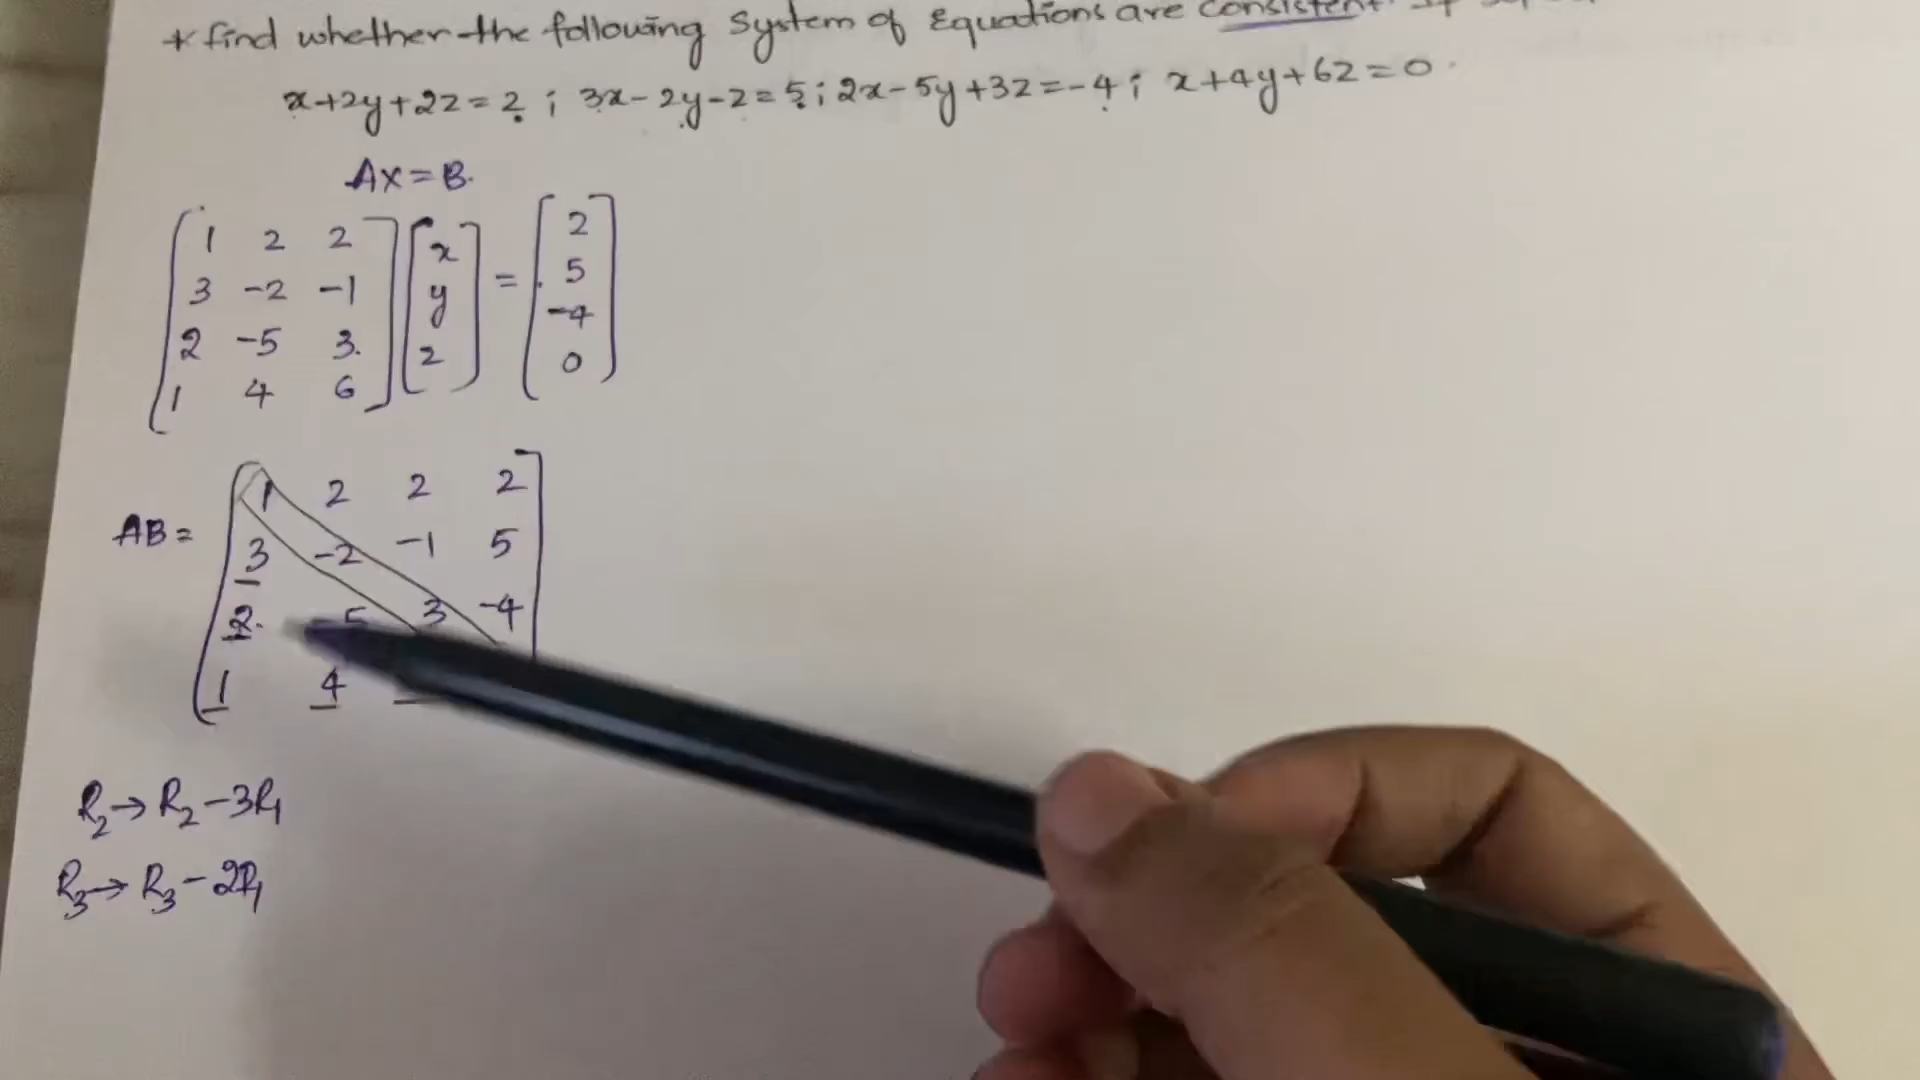 * find whether the following System of Equations are consistent. If
x+2y+2z=2 ; 3x-2y-z=5 ; 2x-5y+3z=-4 ; x+4y+6z=0.
AX=B.
[1 2 2] [x] = [2]
[3 -2 -1] [y] [5]
[2 -5 3] [z] [-4]
[1 4 6] [0]
AB = [1 2 2 2]
[3 -2 -1 5]
[2 -5 3 -4]
[1 4
R2→R2-3R1
R3→R3-2R1